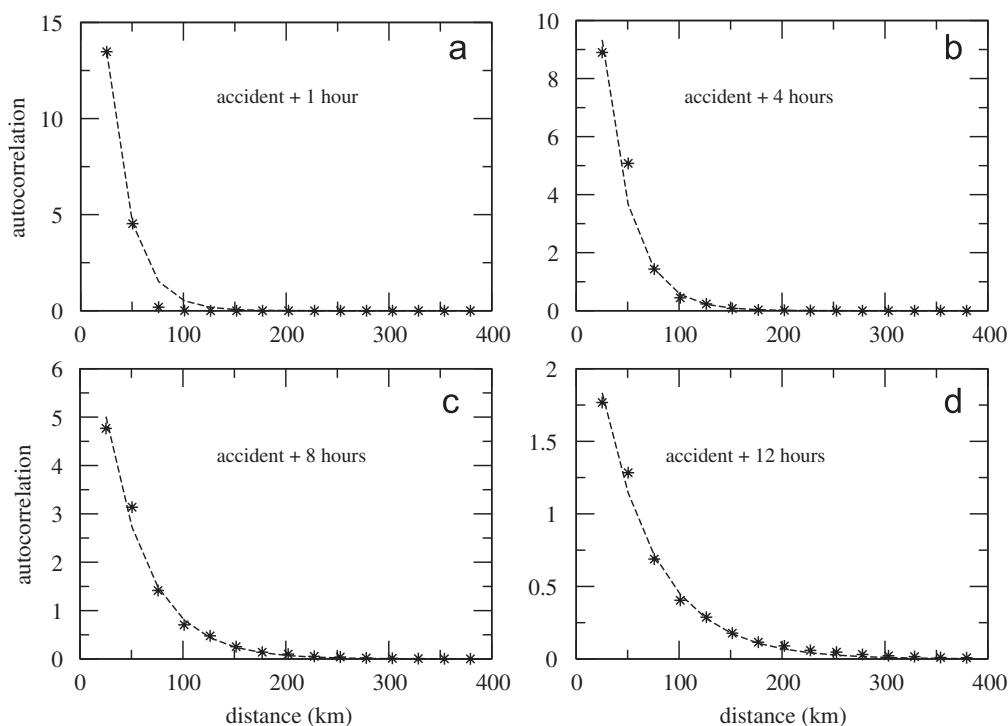 15
10
5
0
0 100 200 300 400
autocorrelation
a
accident + 1 hour
10
8
6
4
2
0
0 100 200 300 400
b
accident + 4 hours
6
5
4
3
2
1
0
0 100 200 300 400
autocorrelation
distance (km)
c
accident + 8 hours
2
1.5
1
0.5
0
0 100 200 300 400
distance (km)
d
accident + 12 hours